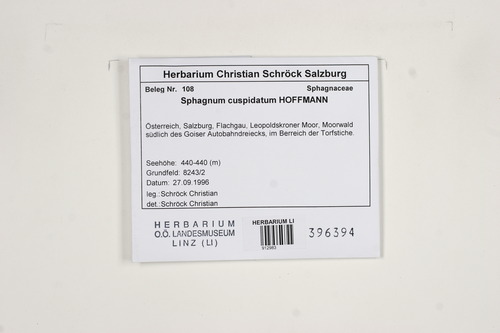 Herbarium Christian Schröck Salzburg
Beleg Nr. 108 Sphagnaceae
Sphagnum cuspidatum HOFFMANN
Österreich, Salzburg, Flachgau, Leopoldskroner Moor, Moorwald
südlich des Goiser Autobahndreiecks, im Berreich der Torfstiche.
Seehöhe: 440-440 (m)
Grundfeld: 8243/2
Datum: 27.09.1996
leg.:Schröck Christian
det.:Schröck Christian
HERBARIUM
O.Ö. LANDESMUSEUM
LINZ (LI)
HERBARIUM LI
912983
396394